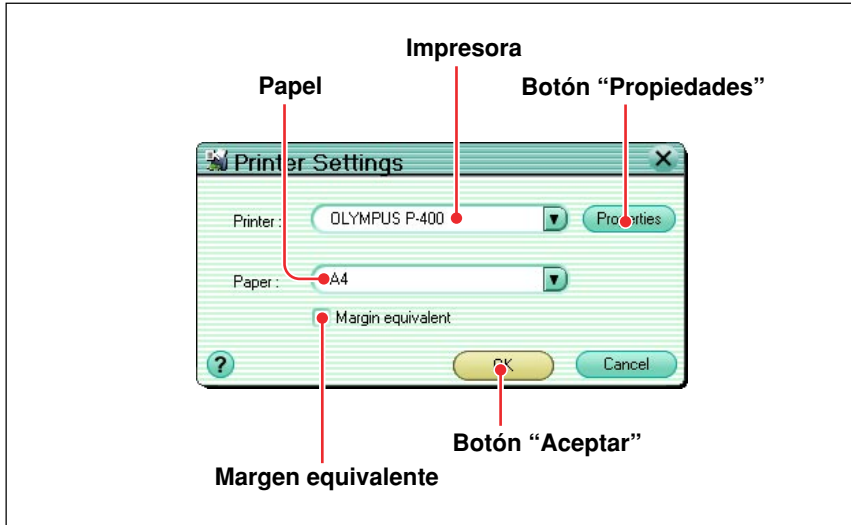 Impresora
Papel
Botón “Propiedades”
Printer Settings
Printer :
OLYMPUS P-400
Properties
Paper :
A4
Margin equivalent
?
OK
Cancel
Botón “Aceptar”
Margen equivalente